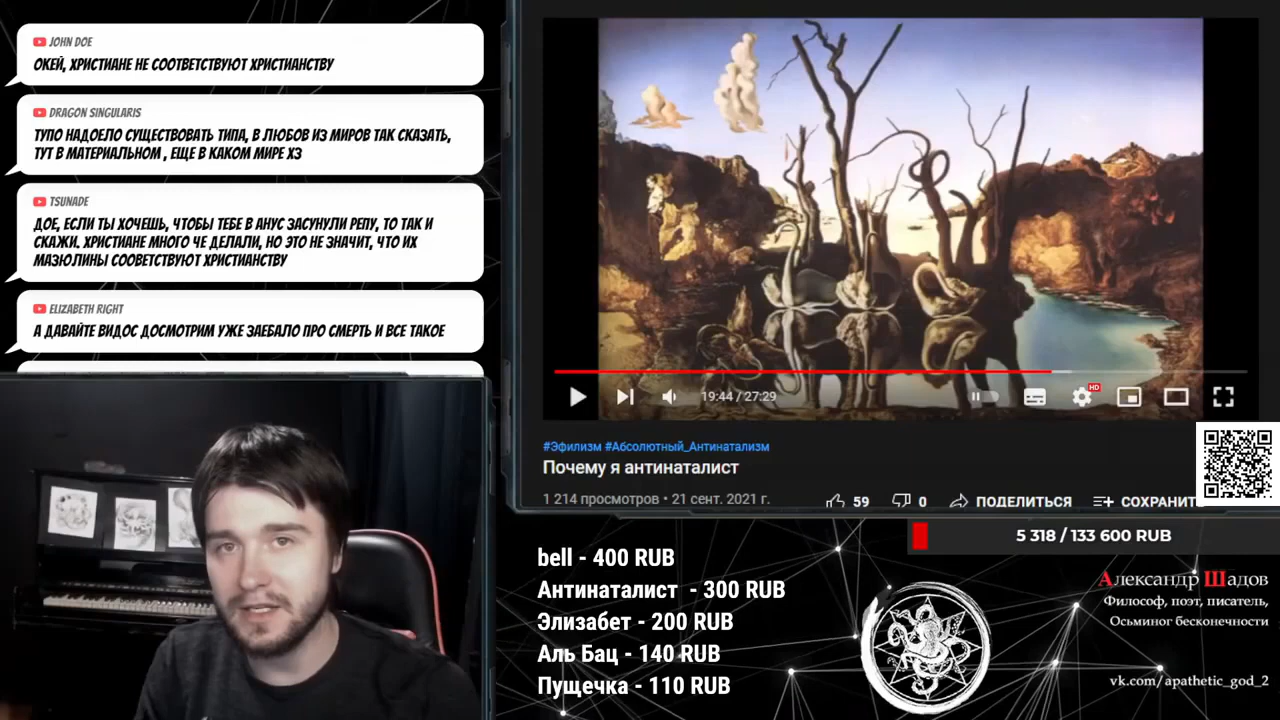 JOHN DOE
ОКЕЙ, ХРИСТИАНЕ НЕ СООТВЕТСТВУЮТ ХРИСТИАНСТВУ
DRAGON SINGULARIS
ТУПО НАДОЕЛО СУЩЕСТВОВАТЬ ТИПА, В ЛЮБОВ ИЗ МИРОВ ТАК СКАЗАТЬ,
ТУТ В МАТЕРИАЛЬНОМ , ЕЩЕ В КАКОМ МИРЕ ХЗ
TSUNADE
ДОЕ, ЕСЛИ ТЫ ХОЧЕШЬ, ЧТОБЫ ТЕБЕ В АНУС ЗАСУНУЛИ РЕПУ, ТО ТАК И
СКАЖИ. ХРИСТИАНЕ МНОГО ЧЕ ДЕЛАЛИ, НО ЭТО НЕ ЗНАЧИТ, ЧТО ИХ
МАЗЮЛИНЫ СООВЕТСТВУЮТ ХРИСТИАНСТВУ
ELIZABETH RIGHT
А ДАВАЙТЕ ВИДОС ДОСМОТРИМ УЖЕ ЗАЕБАЛО ПРО СМЕРТЬ И ВСЕ ТАКОЕ
19:44 / 27:29
HD
#Эфилизм #Абсолютный_Антинатализм
Почему я антинаталист
1 214 просмотров • 21 сент. 2021 г.
59
0
ПОДЕЛИТЬСЯ
СОХРАНИТЬ
5 318 / 133 600 RUB
bell - 400 RUB
Антинаталист - 300 RUB
Элизабет - 200 RUB
Аль Бац - 140 RUB
Пущечка - 110 RUB
Александр Шадов
Философ, поэт, писатель,
Осьминог бесконечности
vk.com/apathetic_god_2